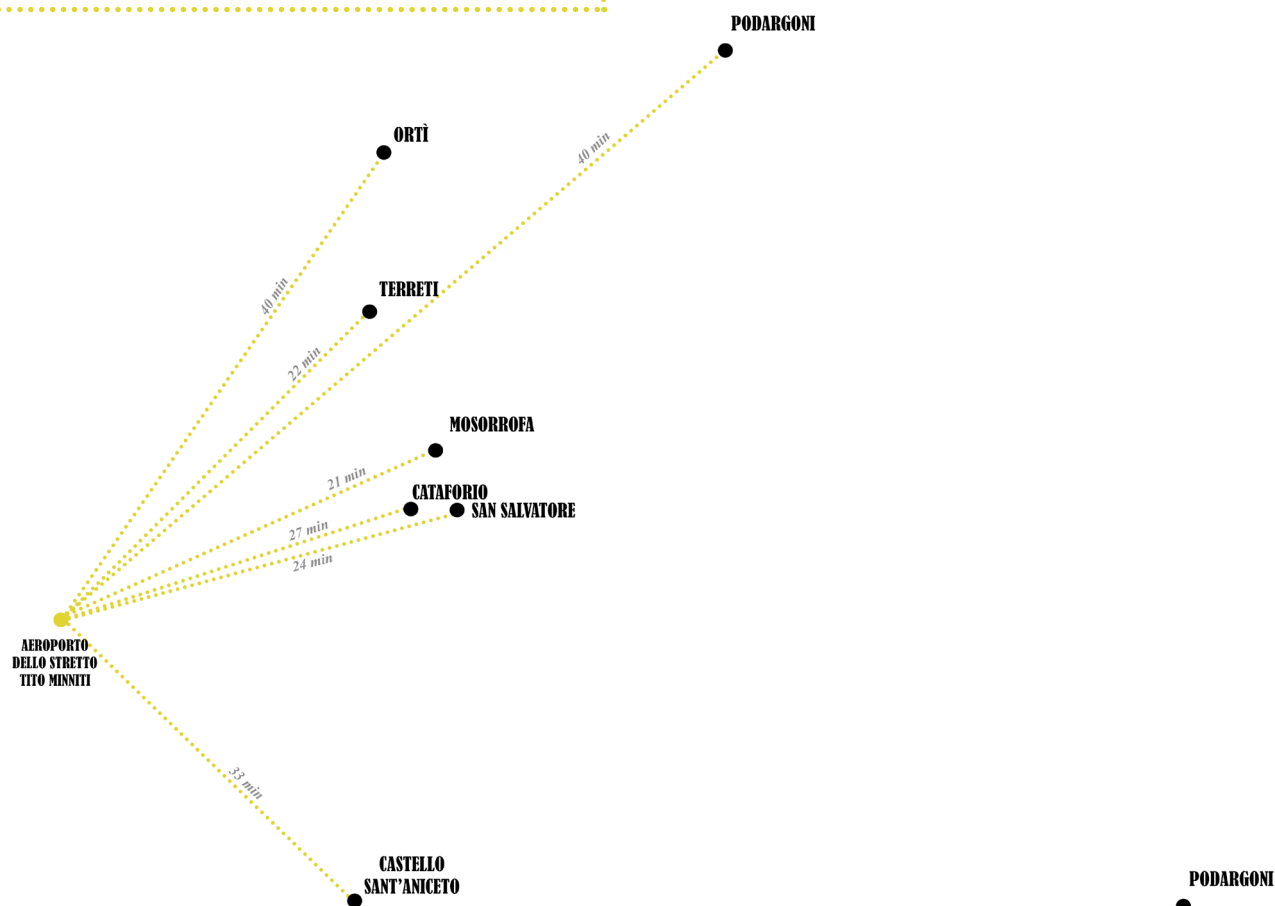 PODARGONI
ORTÌ
40 min
40 min
TERRETI
22 min
MOSORROFA
21 min
CATAFORIO
SAN SALVATORE
27 min
24 min
AEROPORTO
DELLO STRETTO
TITO MINNITI
33 min
CASTELLO
SANT'ANICETO
PODARGONI